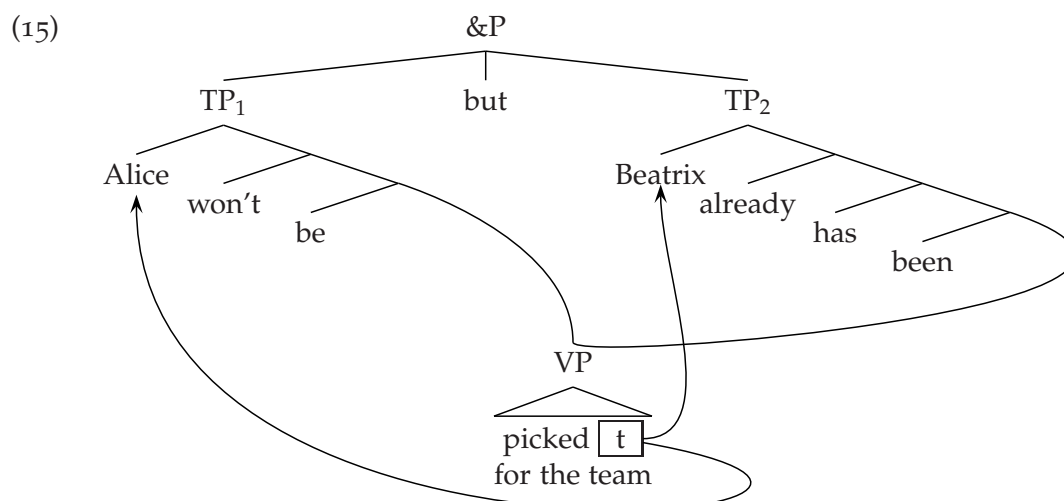 (15)
&P
TP₁ but TP₂
Alice won't be
Beatrix already has been
VP
picked t
for the team